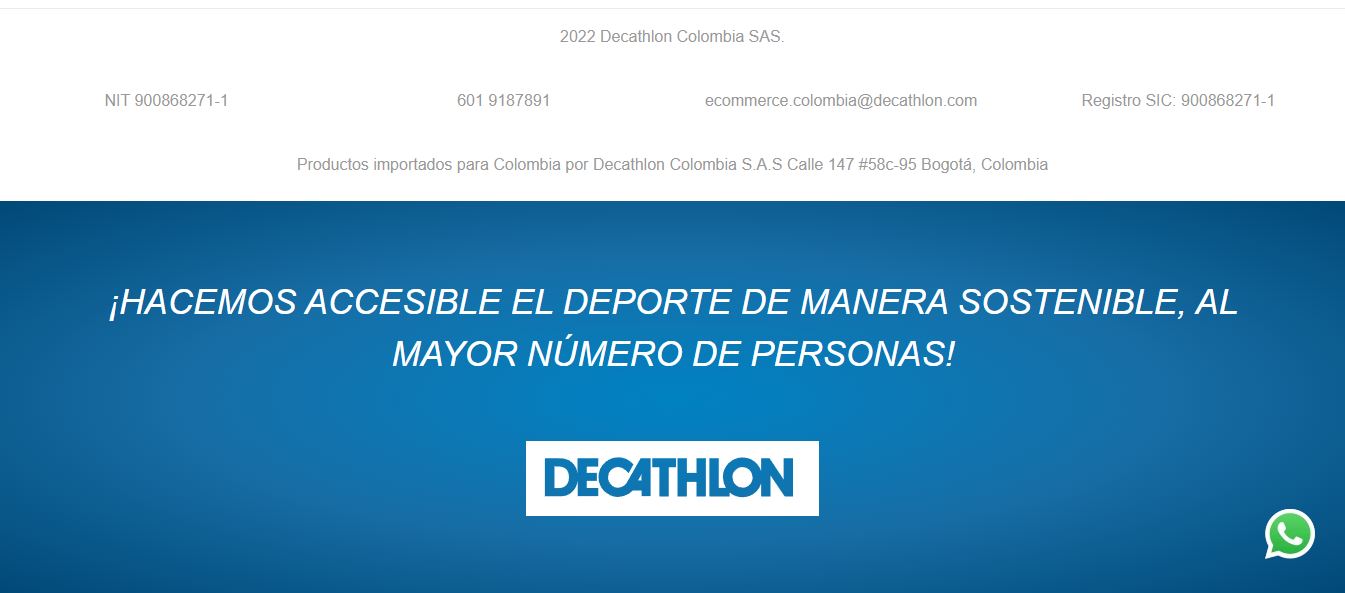 2022 Decathlon Colombia SAS.
NIT 900868271-1
601 9187891
ecommerce.colombia@decathlon.com
Registro SIC: 900868271-1
Productos importados para Colombia por Decathlon Colombia S.A.S Calle 147 #58c-95 Bogotá, Colombia
¡HACEMOS ACCESIBLE EL DEPORTE DE MANERA SOSTENIBLE, AL
MAYOR NÚMERO DE PERSONAS!
DECATHLON